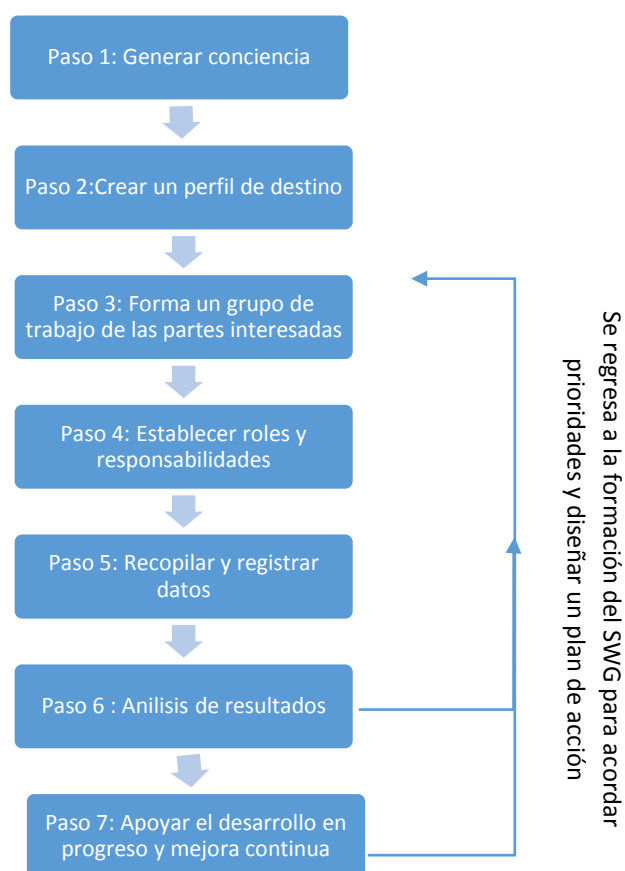 Paso 1: Generar conciencia
Paso 2:Crear un perfil de destino
Paso 3: Forma un grupo de
trabajo de las partes interesadas
Paso 4: Establecer roles y
responsabilidades
Paso 5: Recopilar y registrar
datos
Paso 6 : Anilisis de resultados
Paso 7: Apoyar el desarrollo en
progreso y mejora continua
Se regresa a la formación del SWG para acordar
prioridades y diseñar un plan de acción